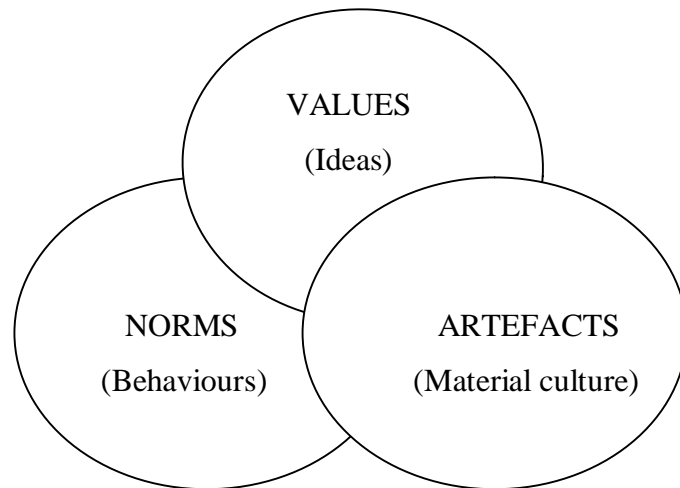 VALUES
(Ideas)
NORMS
(Behaviours)
ARTEFACTS
(Material culture)